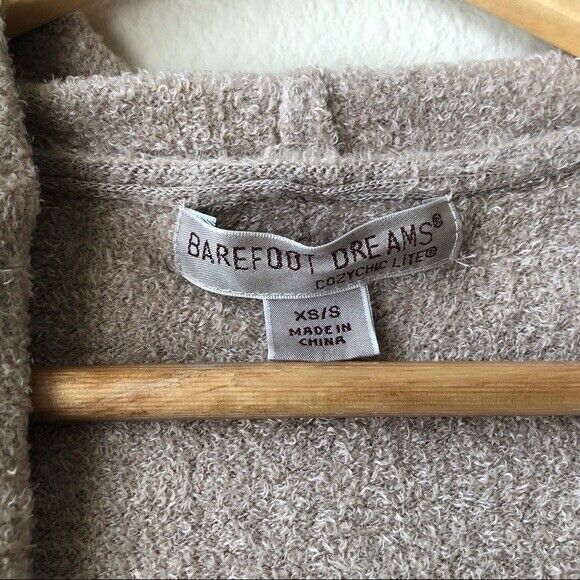 BAREFOOT DREAMS®
COZYCHIC LITE®
XS/S
MADE IN
CHINA